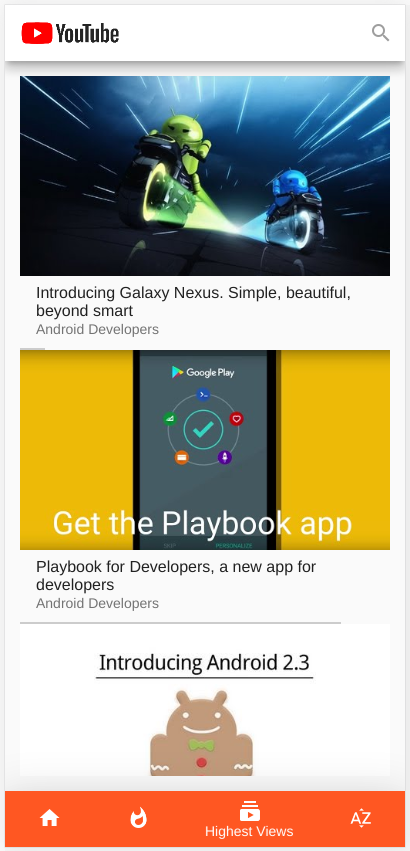 YouTube
Introducing Galaxy Nexus. Simple, beautiful,
beyond smart
Android Developers
Google Play
Get the Playbook app
SKIP
PERSONALIZE
Playbook for Developers, a new app for
developers
Android Developers
Introducing Android 2.3
Highest Views
AZ